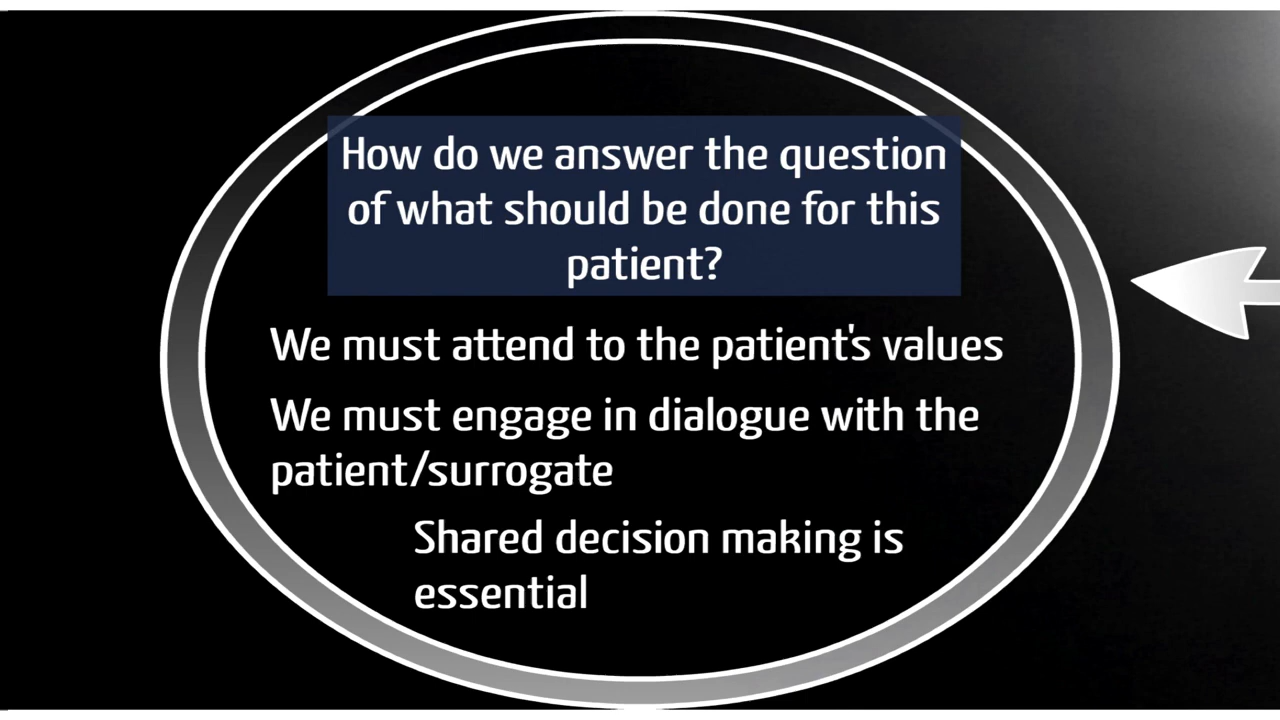 How do we answer the question
of what should be done for this
patient?
We must attend to the patient's values
We must engage in dialogue with the
patient/surrogate
Shared decision making is
essential